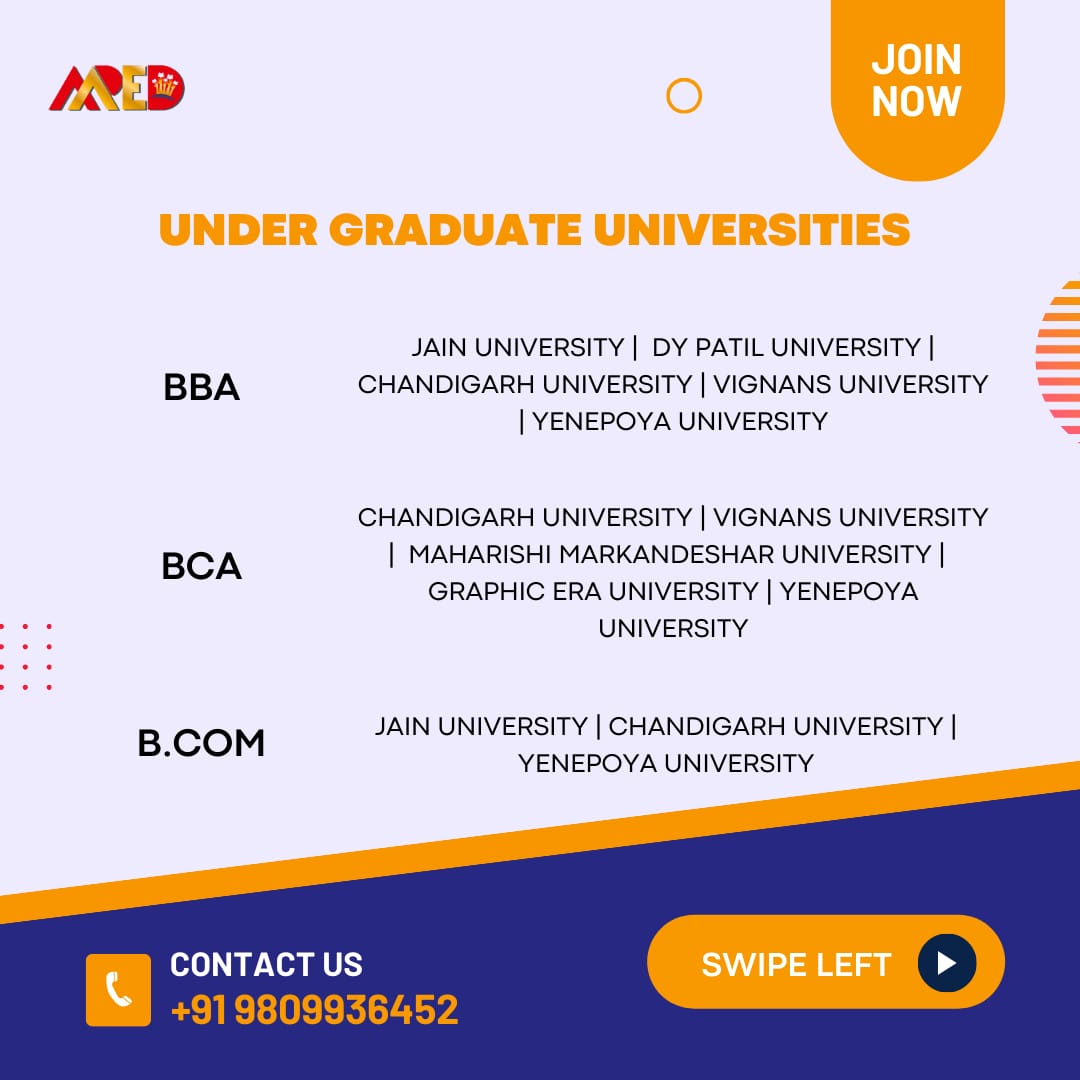 MPED
JOIN
NOW
UNDER GRADUATE UNIVERSITIES
BBA
JAIN UNIVERSITY | DY PATIL UNIVERSITY |
CHANDIGARH UNIVERSITY | VIGNANS UNIVERSITY
| YENEPOYA UNIVERSITY
BCA
CHANDIGARH UNIVERSITY | VIGNANS UNIVERSITY
| MAHARISHI MARKANDESHAR UNIVERSITY |
GRAPHIC ERA UNIVERSITY | YENEPOYA
UNIVERSITY
B.COM
JAIN UNIVERSITY | CHANDIGARH UNIVERSITY |
YENEPOYA UNIVERSITY
CONTACT US
+91 9809936452
SWIPE LEFT